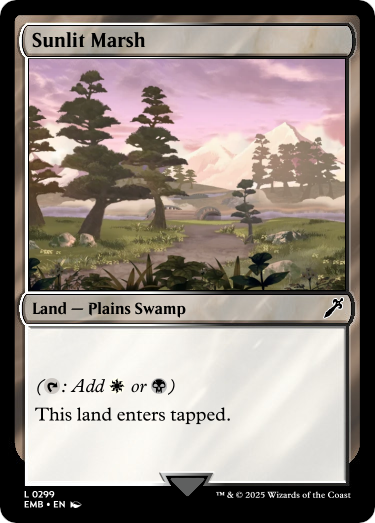 Sunlit Marsh
Land — Plains Swamp
( : Add or )
This land enters tapped.
L 0299
EMB • EN
™ & © 2025 Wizards of the Coast